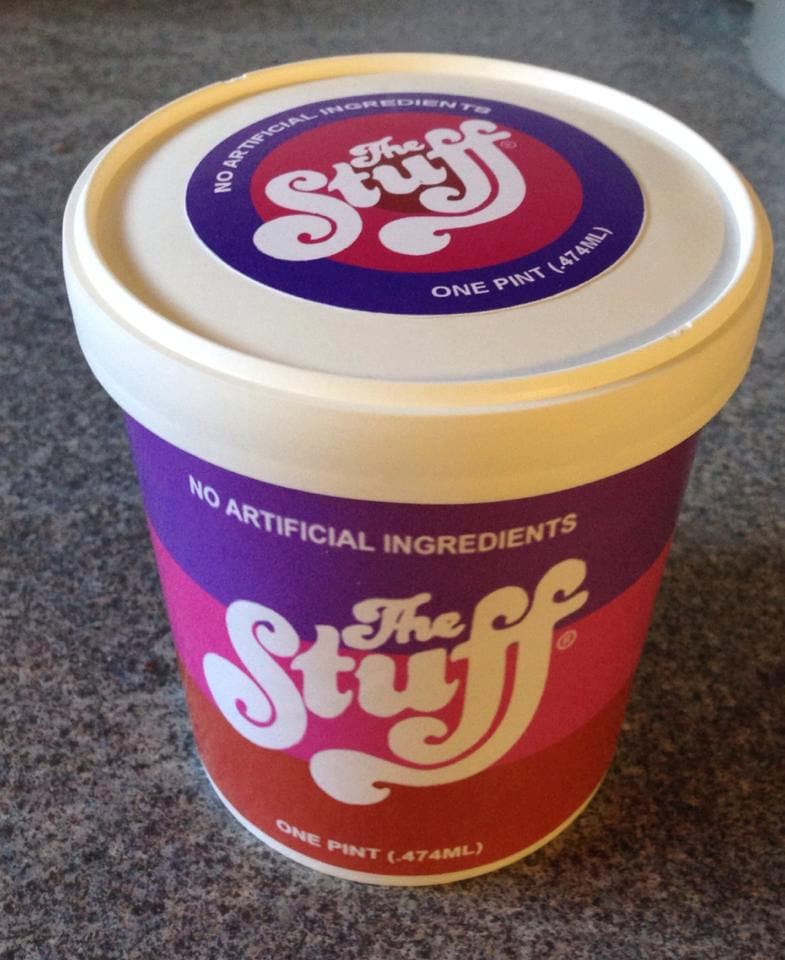 NO ARTIFICIAL INGREDIENTS
The
Stuff®
ONE PINT (.474ML)
NO ARTIFICIAL INGREDIENTS
The
Stuff®
ONE PINT (.474ML)